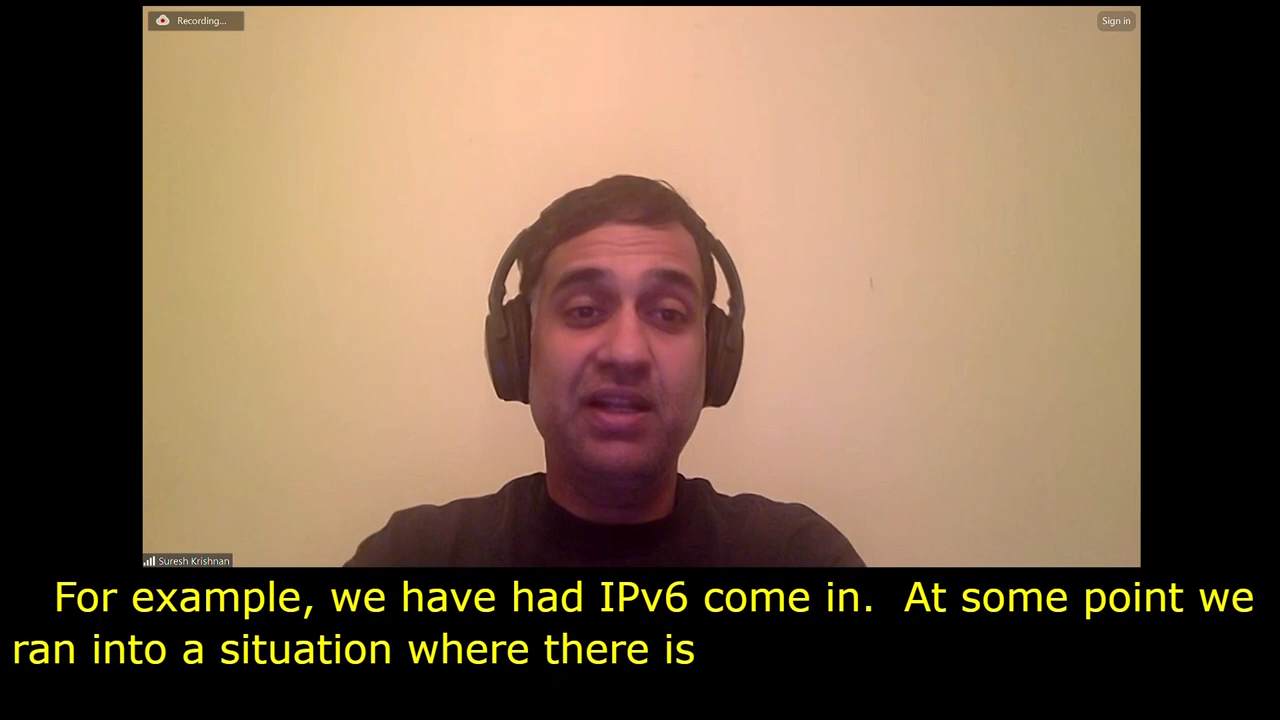 Recording...
Sign in
Suresh Krishnan
For example, we have had IPv6 come in.  At some point we
ran into a situation where there is